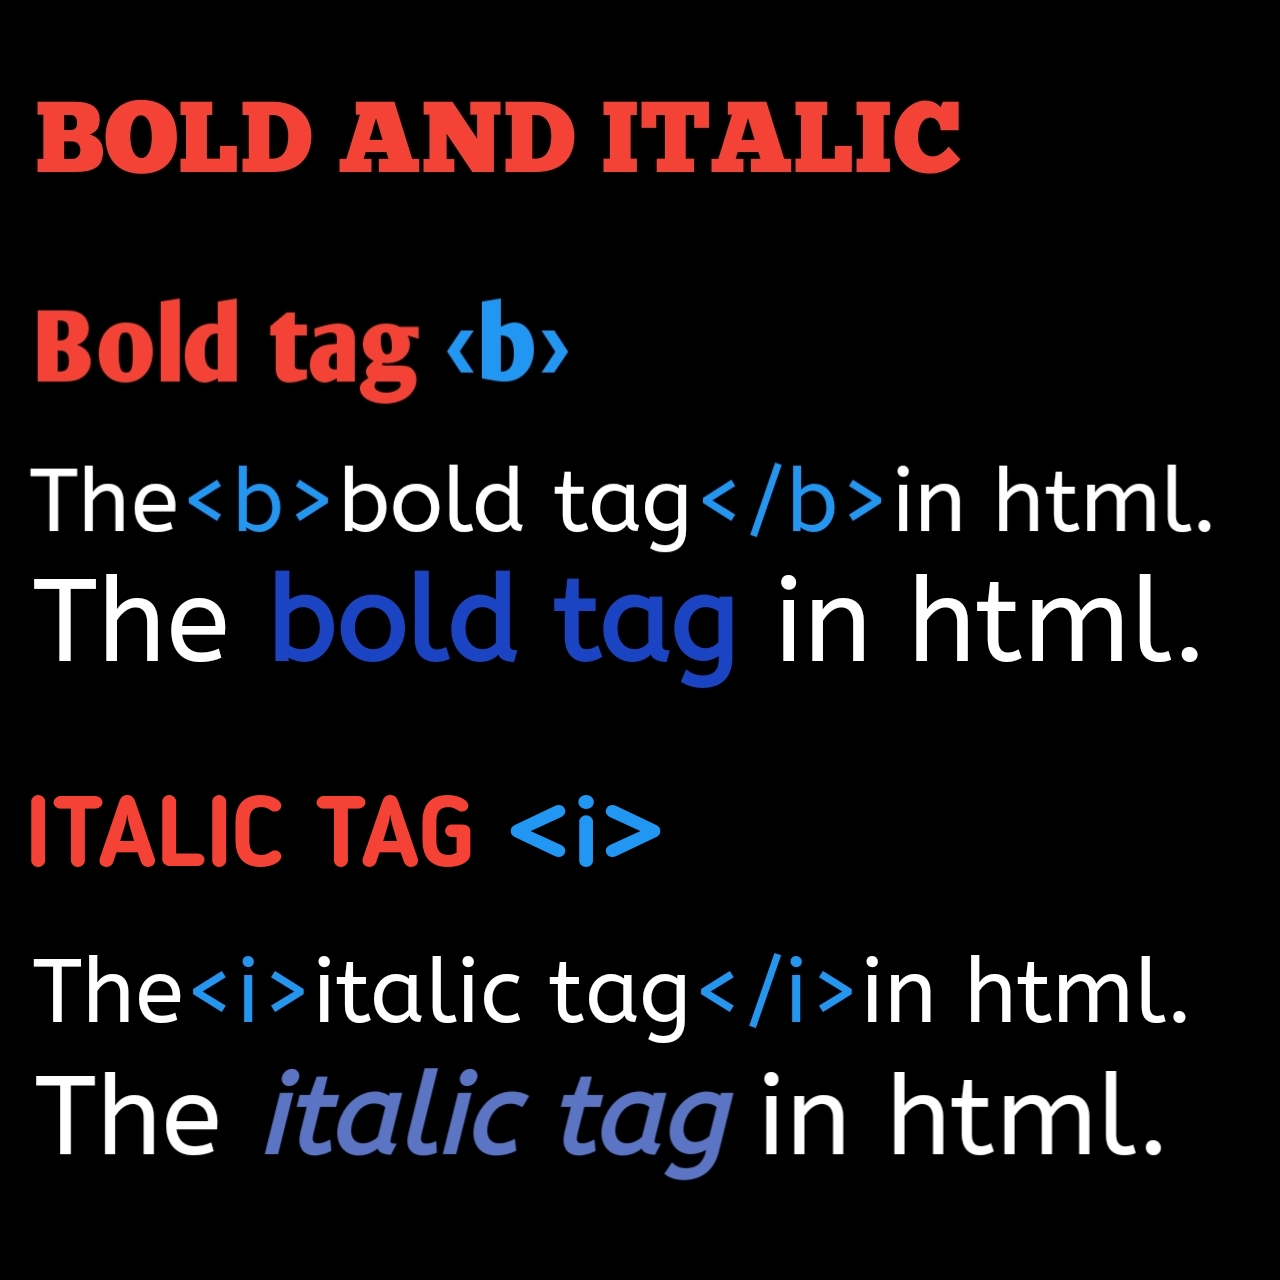 BOLD AND ITALIC
Bold tag ‹b›
The<b>bold tag</b>in html.
The bold tag in html.
ITALIC TAG <i>
The<i>italic tag</i>in html.
The italic tag in html.